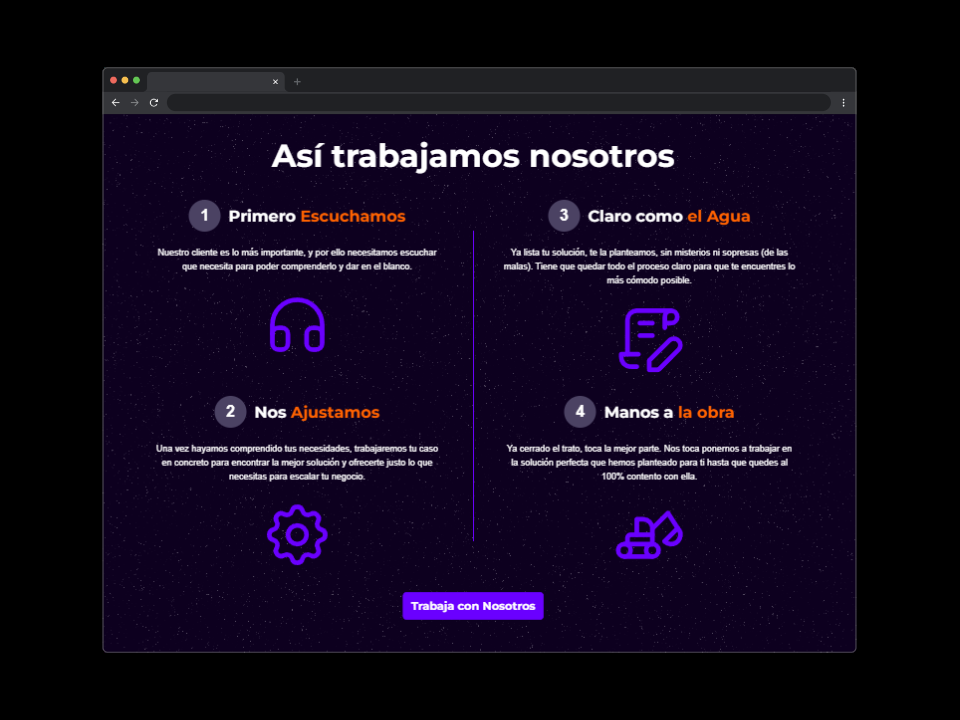 Así trabajamos nosotros
1 Primero Escuchamos
Nuestro cliente es lo más importante, y por ello necesitamos escuchar
que necesita para poder comprenderlo y dar en el blanco.
2 Nos Ajustamos
Una vez hayamos comprendido tus necesidades, trabajaremos tu caso
en concreto para encontrar la mejor solución y ofrecerte justo lo que
necesitas para escalar tu negocio.
3 Claro como el Agua
Ya lista tu solución, te la planteamos, sin misterios ni sopresas (de las
malas). Tiene que quedar todo el proceso claro para que te encuentres lo
más cómodo posible.
4 Manos a la obra
Ya cerrado el trato, toca la mejor parte. Nos toca ponernos a trabajar en
la solución perfecta que hemos planteado para ti hasta que quedes al
100% contento con ella.
Trabaja con Nosotros